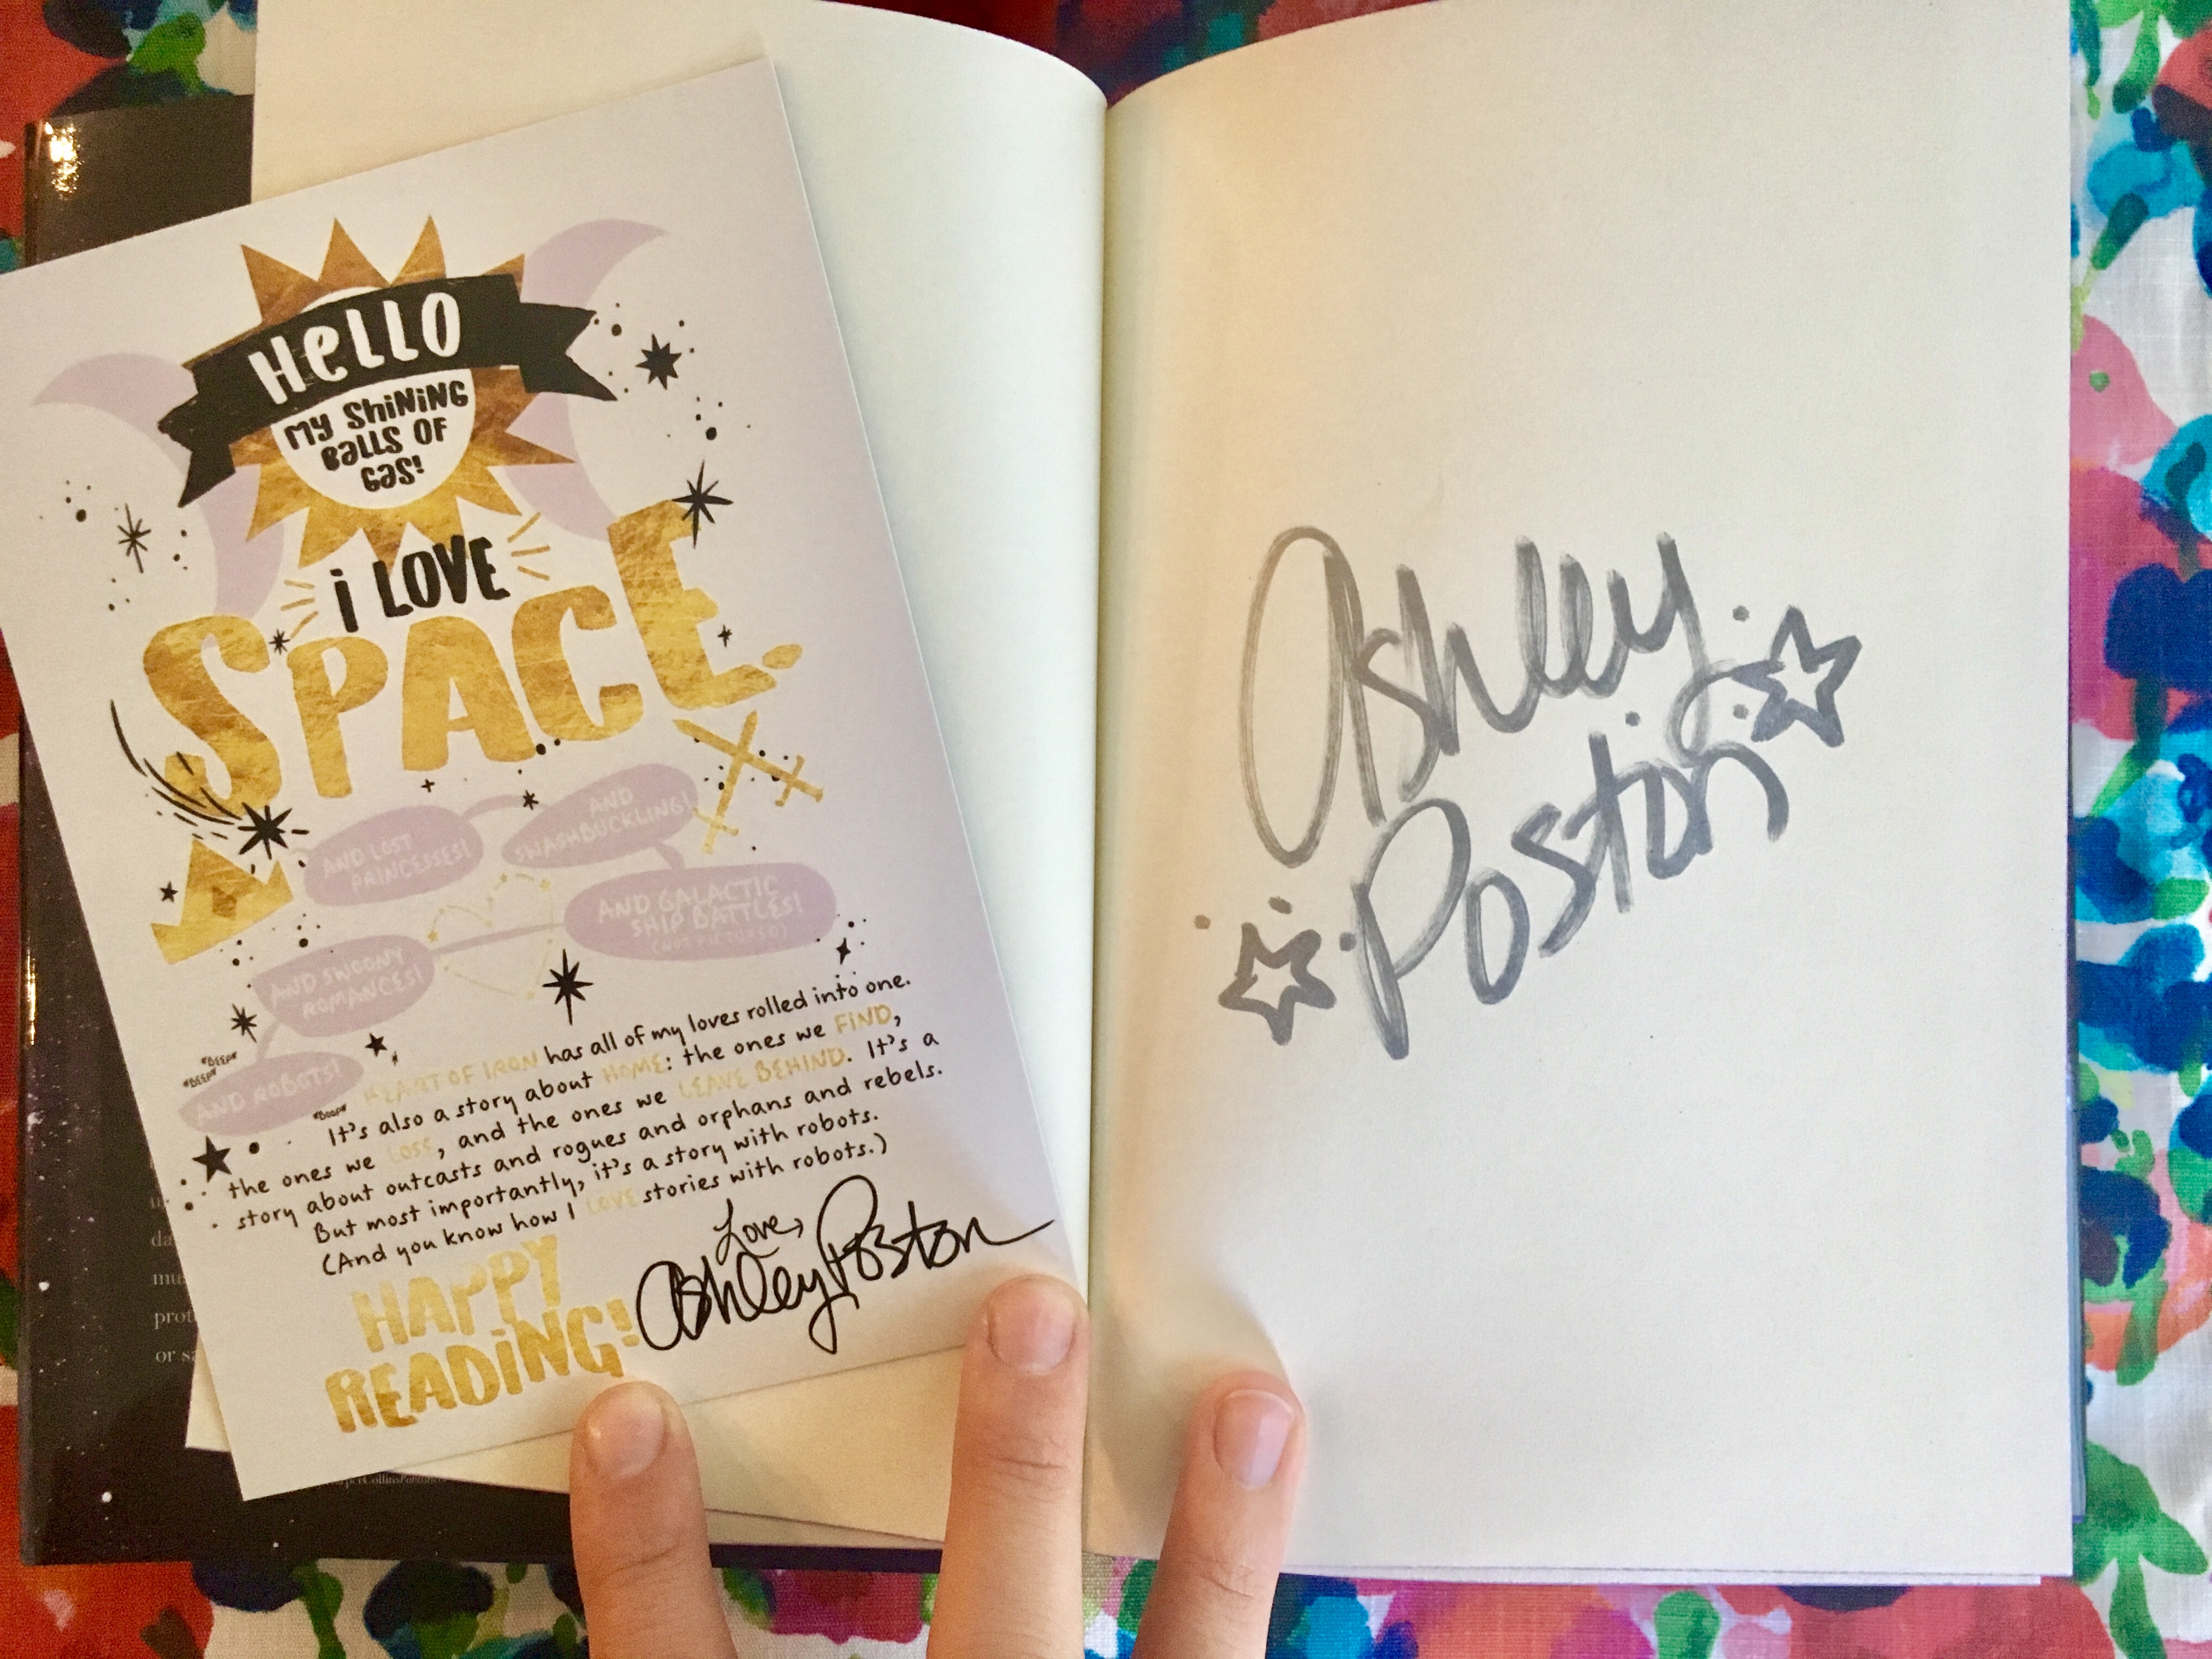 HELLO
MY SHINING
BALLS OF
GAS!
i LOVE
SPACE.
AND LOST
PRINCESSES!
AND
SWASHBUCKLING!
AND GALACTIC
SHIP BATTLES!
(NOT PICTURED)
AND SWOONY
ROMANCES!
*BEEP*
*BEEP*
AND ROBOTS!
*BOOP*
HEART OF IRON has all of my loves rolled into one.
It's also a story about HOME: the ones we FIND,
the ones we LOSE, and the ones we LEAVE BEHIND. It's a
story about outcasts and rogues and orphans and rebels.
But most importantly, it's a story with robots.
(And you know how I LOVE stories with robots.)
Love,
Ashley Poston
HAPPY
READING!
Ashley
Poston